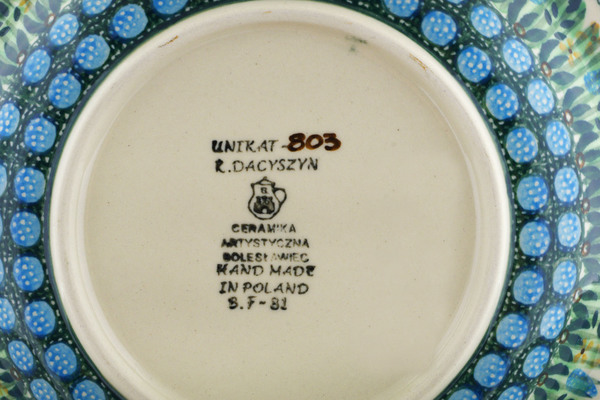 UNIKAT-803
R.DACYSZYN
CERAMIKA
ARTYSTYCZNA
BOLESŁAWIEC
HAND MADE
IN POLAND
B.F-81